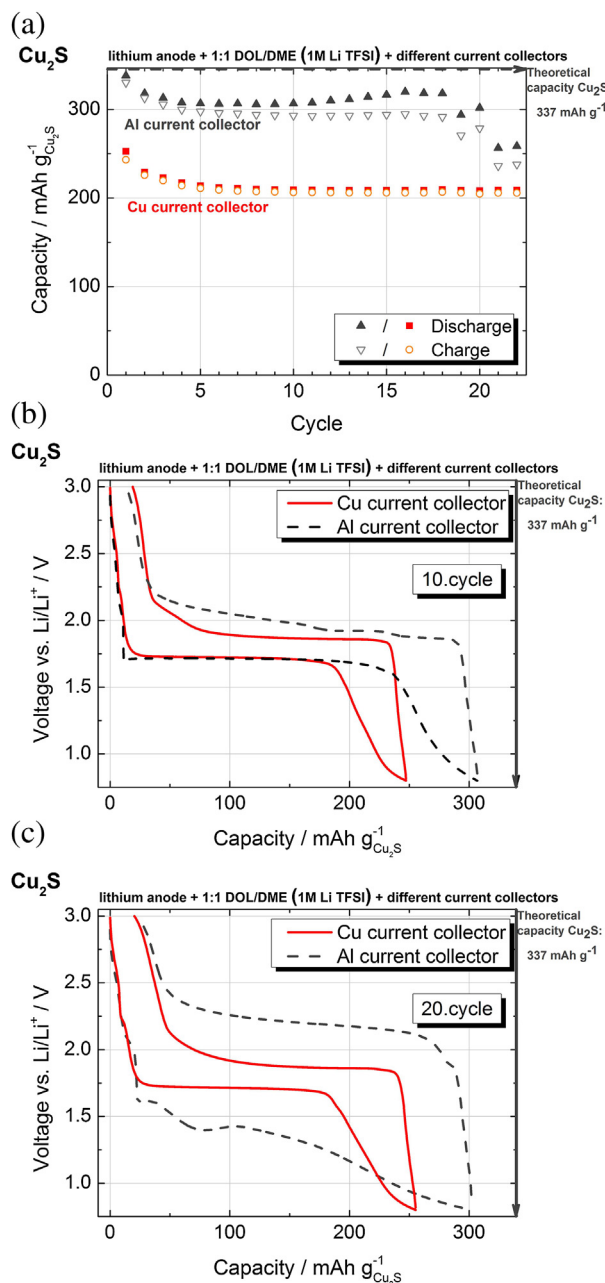 (a)
Cu2S
lithium anode + 1:1 DOL/DME (1M Li TFSI) + different current collectors
Theoretical
capacity Cu2S:
337 mAh g-1
Al current collector
Cu current collector
▲ / ■ Discharge
▽ / ○ Charge
300
200
100
0
Capacity / mAh g-1 Cu2S
0 5 10 15 20
Cycle
(b)
Cu2S
lithium anode + 1:1 DOL/DME (1M Li TFSI) + different current collectors
Theoretical
capacity Cu2S:
337 mAh g-1
Cu current collector
Al current collector
10.cycle
3.0
2.5
2.0
1.5
1.0
Voltage vs. Li/Li+ / V
0 100 200 300
Capacity / mAh g-1 Cu2S
(c)
Cu2S
lithium anode + 1:1 DOL/DME (1M Li TFSI) + different current collectors
Theoretical
capacity Cu2S:
337 mAh g-1
Cu current collector
Al current collector
20.cycle
3.0
2.5
2.0
1.5
1.0
Voltage vs. Li/Li+ / V
0 100 200 300
Capacity / mAh g-1 Cu2S